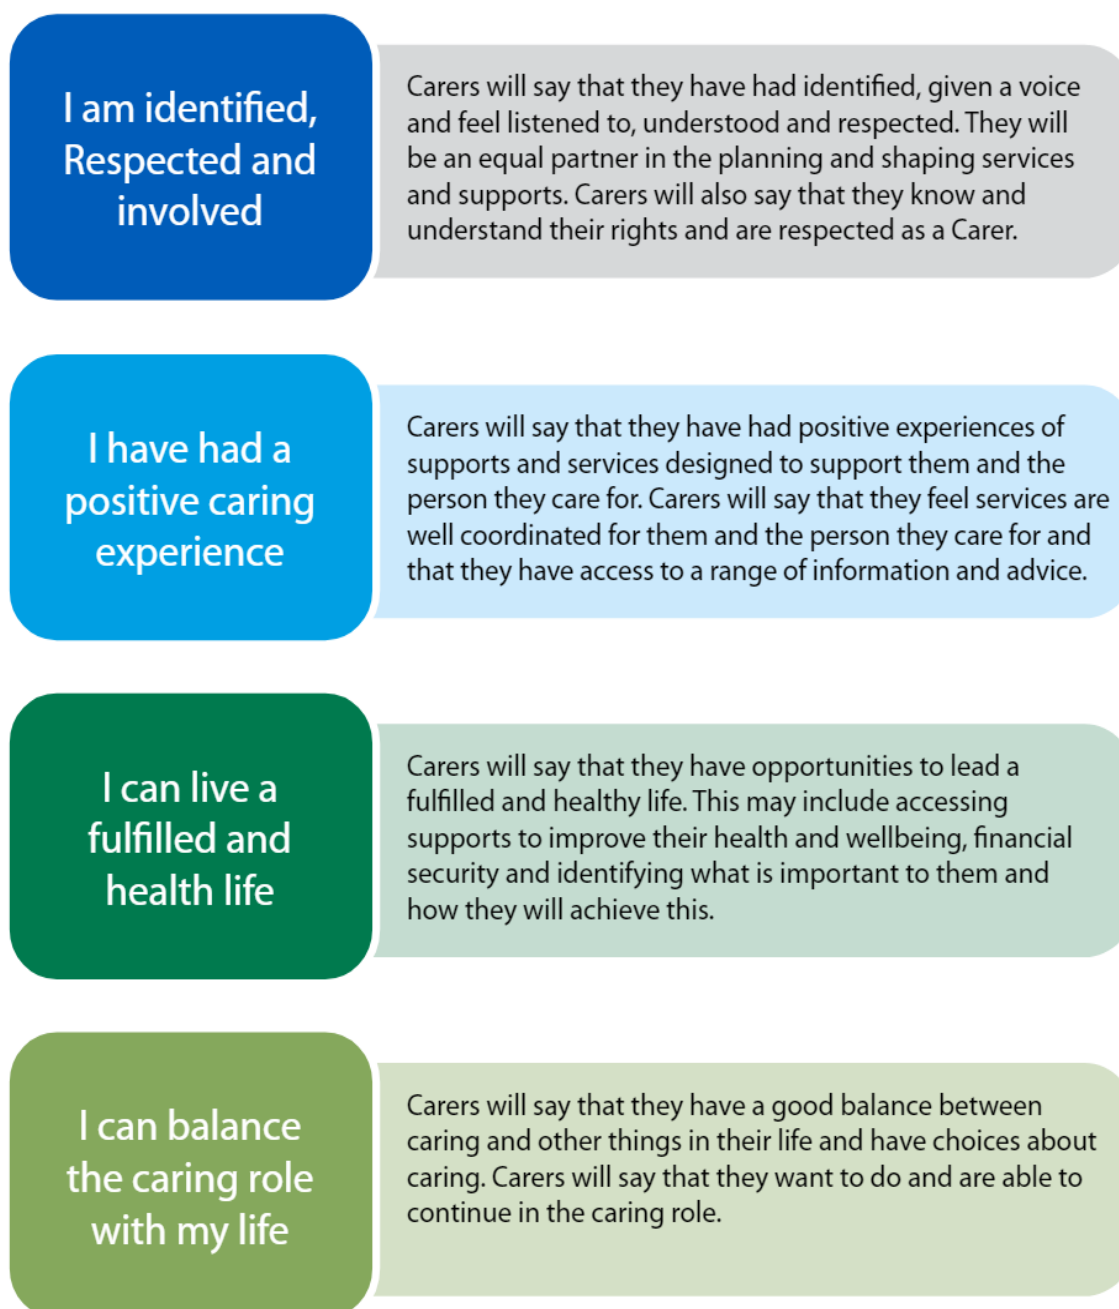 I am identified,
Respected and
involved
Carers will say that they have had identified, given a voice
and feel listened to, understood and respected. They will
be an equal partner in the planning and shaping services
and supports. Carers will also say that they know and
understand their rights and are respected as a Carer.
I have had a
positive caring
experience
Carers will say that they have had positive experiences of
supports and services designed to support them and the
person they care for. Carers will say that they feel services are
well coordinated for them and the person they care for and
that they have access to a range of information and advice.
I can live a
fulfilled and
health life
Carers will say that they have opportunities to lead a
fulfilled and healthy life. This may include accessing
supports to improve their health and wellbeing, financial
security and identifying what is important to them and
how they will achieve this.
I can balance
the caring role
with my life
Carers will say that they have a good balance between
caring and other things in their life and have choices about
caring. Carers will say that they want to do and are able to
continue in the caring role.